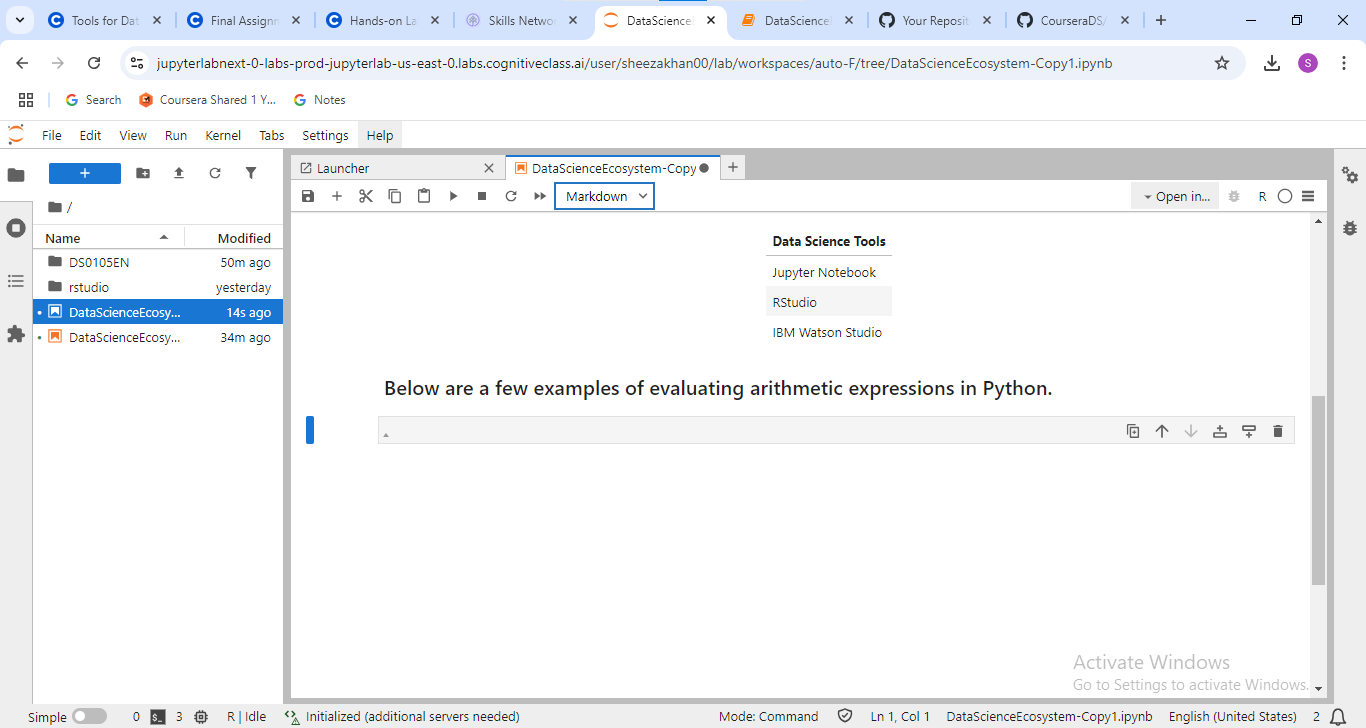 Tools for Dat
Final Assignm
Hands-on La
Skills Netwo
DataScience
DataScience
Your Reposit
CourseraDS/
jupyterlabnext-0-labs-prod-jupyterlab-us-east-0.labs.cognitiveclass.ai/user/sheezakhan00/lab/workspaces/auto-F/tree/DataScienceEcosystem-Copy1.ipynb
S
Search
Coursera Shared 1 Y...
Notes
File Edit View Run Kernel Tabs Settings Help
Launcher
DataScienceEcosystem-Copy
Markdown
Open in...
R
/
Name Modified
DS0105EN 50m ago
rstudio yesterday
DataScienceEcosy... 14s ago
DataScienceEcosy... 34m ago
Data Science Tools
Jupyter Notebook
RStudio
IBM Watson Studio
Below are a few examples of evaluating arithmetic expressions in Python.
Activate Windows
Go to Settings to activate Windows.
Simple 0 3 R | Idle Initialized (additional servers needed) Mode: Command Ln 1, Col 1 DataScienceEcosystem-Copy1.ipynb English (United States) 2